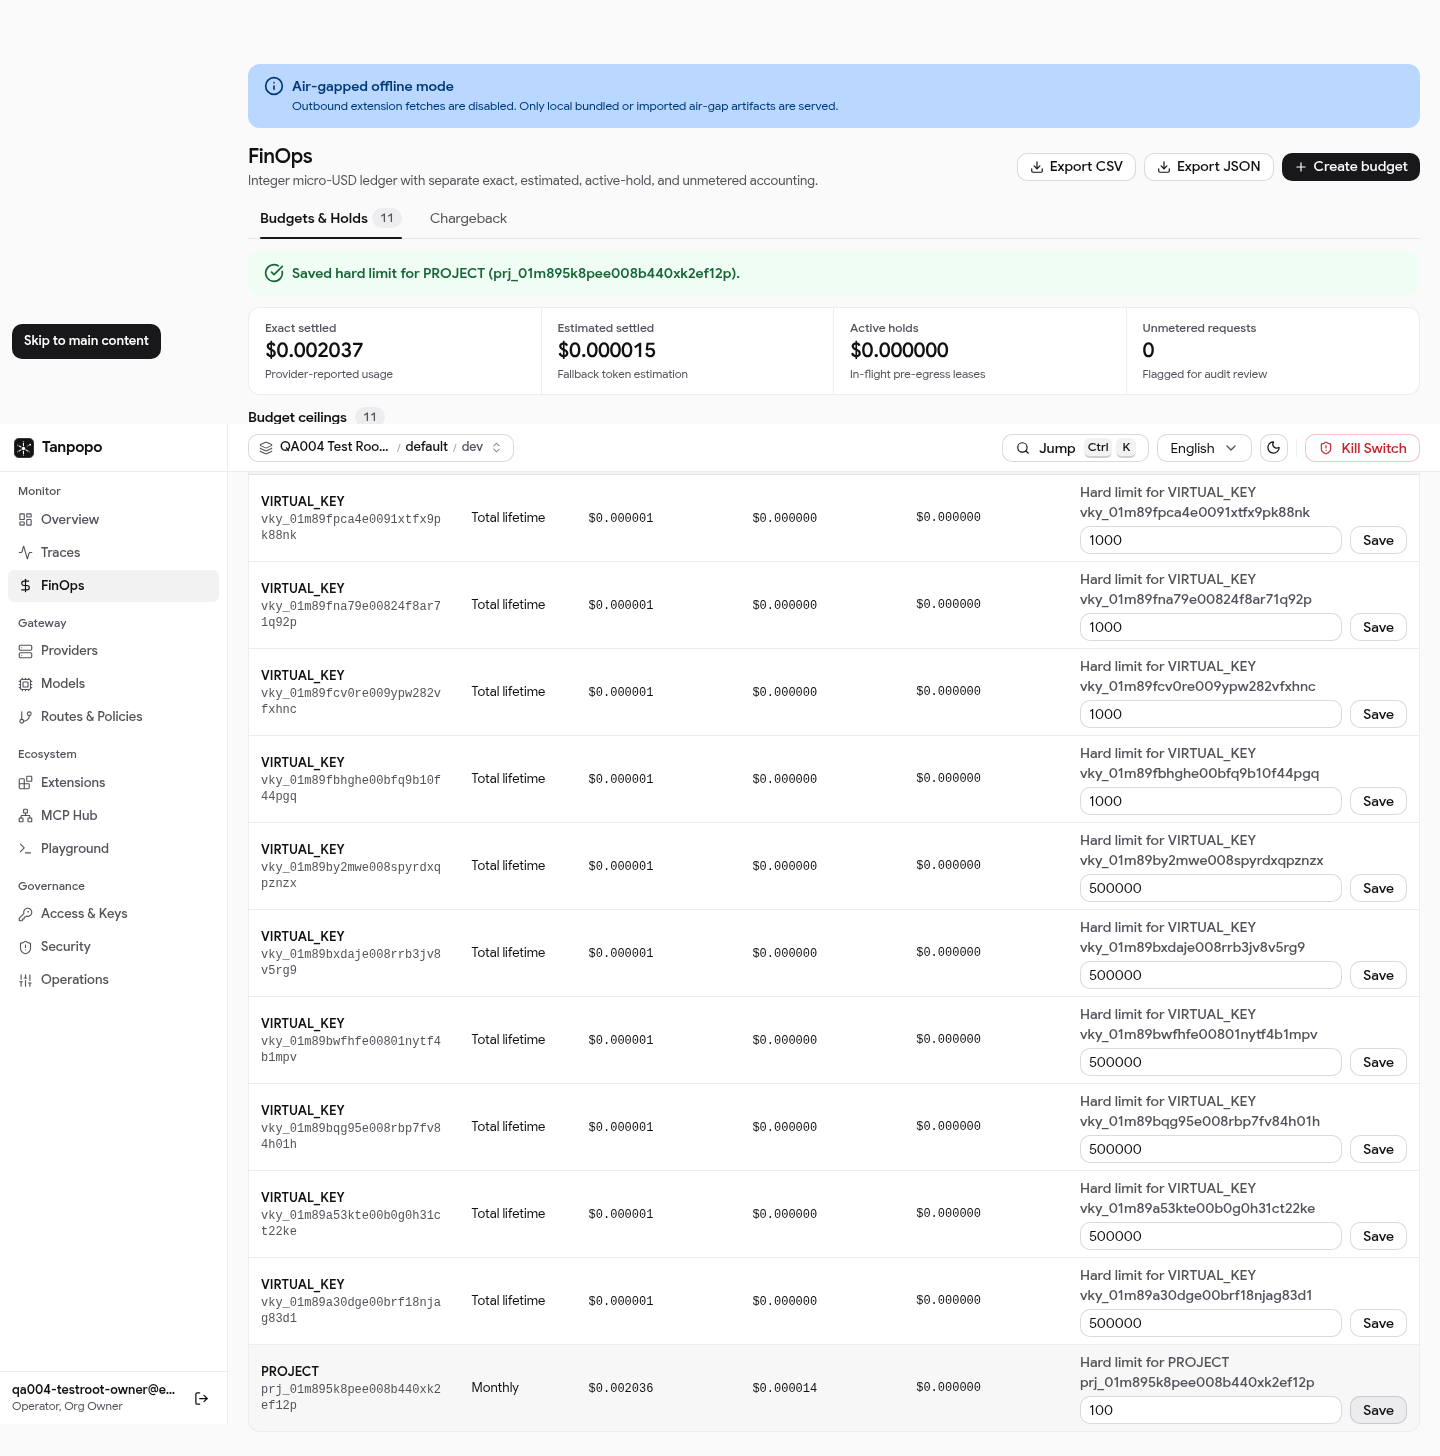 Air-gapped offline mode
Outbound extension fetches are disabled. Only local bundled or imported air-gap artifacts are served.
FinOps
Integer micro-USD ledger with separate exact, estimated, active-hold, and unmetered accounting.
Export CSV
Export JSON
Create budget
Budgets & Holds 11
Chargeback
Saved hard limit for PROJECT (prj_01m895k8pee008b440xk2ef12p).
Skip to main content
Exact settled
$0.002037
Provider-reported usage
Estimated settled
$0.000015
Fallback token estimation
Active holds
$0.000000
In-flight pre-egress leases
Unmetered requests
0
Flagged for audit review
Budget ceilings 11
Tanpopo
QA004 Test Roo... / default / dev
Jump Ctrl K
English
Kill Switch
Monitor
Overview
Traces
FinOps
Gateway
Providers
Models
Routes & Policies
Ecosystem
Extensions
MCP Hub
Playground
Governance
Access & Keys
Security
Operations
qa004-testroot-owner@e...
Operator, Org Owner
VIRTUAL_KEY
vky_01m89fpca4e0091xtfx9p
k88nk
Total lifetime
$0.000001
$0.000000
$0.000000
Hard limit for VIRTUAL_KEY
vky_01m89fpca4e0091xtfx9pk88nk
1000
Save
VIRTUAL_KEY
vky_01m89fna79e00824f8ar7
1q92p
Total lifetime
$0.000001
$0.000000
$0.000000
Hard limit for VIRTUAL_KEY
vky_01m89fna79e00824f8ar71q92p
1000
Save
VIRTUAL_KEY
vky_01m89fcv0re009ypw282v
fxhnc
Total lifetime
$0.000001
$0.000000
$0.000000
Hard limit for VIRTUAL_KEY
vky_01m89fcv0re009ypw282vfxhnc
1000
Save
VIRTUAL_KEY
vky_01m89fbhghe00bfq9b10f
44pgq
Total lifetime
$0.000001
$0.000000
$0.000000
Hard limit for VIRTUAL_KEY
vky_01m89fbhghe00bfq9b10f44pgq
1000
Save
VIRTUAL_KEY
vky_01m89by2mwe008spyrdxq
pznzx
Total lifetime
$0.000001
$0.000000
$0.000000
Hard limit for VIRTUAL_KEY
vky_01m89by2mwe008spyrdxqpznzx
500000
Save
VIRTUAL_KEY
vky_01m89bxdaje008rrb3jv8
v5rg9
Total lifetime
$0.000001
$0.000000
$0.000000
Hard limit for VIRTUAL_KEY
vky_01m89bxdaje008rrb3jv8v5rg9
500000
Save
VIRTUAL_KEY
vky_01m89bwfhfe00801nytf4
b1mpv
Total lifetime
$0.000001
$0.000000
$0.000000
Hard limit for VIRTUAL_KEY
vky_01m89bwfhfe00801nytf4b1mpv
500000
Save
VIRTUAL_KEY
vky_01m89bqg95e008rbp7fv8
4h01h
Total lifetime
$0.000001
$0.000000
$0.000000
Hard limit for VIRTUAL_KEY
vky_01m89bqg95e008rbp7fv84h01h
500000
Save
VIRTUAL_KEY
vky_01m89a53kte00b0g0h31c
t22ke
Total lifetime
$0.000001
$0.000000
$0.000000
Hard limit for VIRTUAL_KEY
vky_01m89a53kte00b0g0h31ct22ke
500000
Save
VIRTUAL_KEY
vky_01m89a30dge00brf18nja
g83d1
Total lifetime
$0.000001
$0.000000
$0.000000
Hard limit for VIRTUAL_KEY
vky_01m89a30dge00brf18njag83d1
500000
Save
PROJECT
prj_01m895k8pee008b440xk2
ef12p
Monthly
$0.002036
$0.000014
$0.000000
Hard limit for PROJECT
prj_01m895k8pee008b440xk2ef12p
100
Save